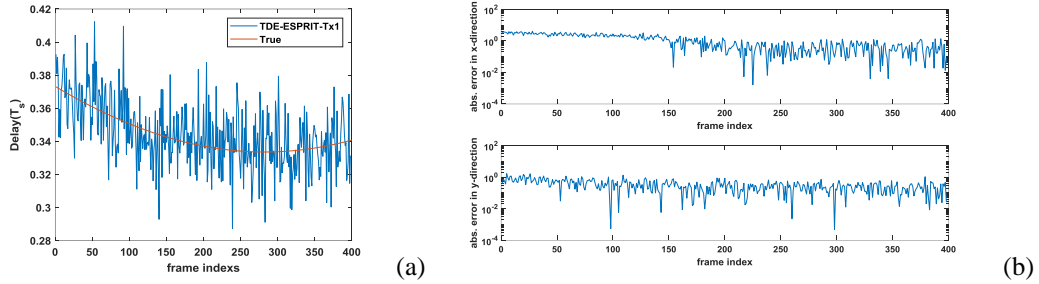 0.42
0.4
0.38
0.36
0.34
0.32
0.3
0.28
Delay(T_s)
TDE-ESPRIT-Tx1
True
0 50 100 150 200 250 300 350 400
frame indexs
(a)
abs. error in x-direction
10^2
10^0
10^-2
10^-4
0 50 100 150 200 250 300 350 400
frame index
abs. error in y-direction
10^2
10^0
10^-2
10^-4
0 50 100 150 200 250 300 350 400
frame index
(b)